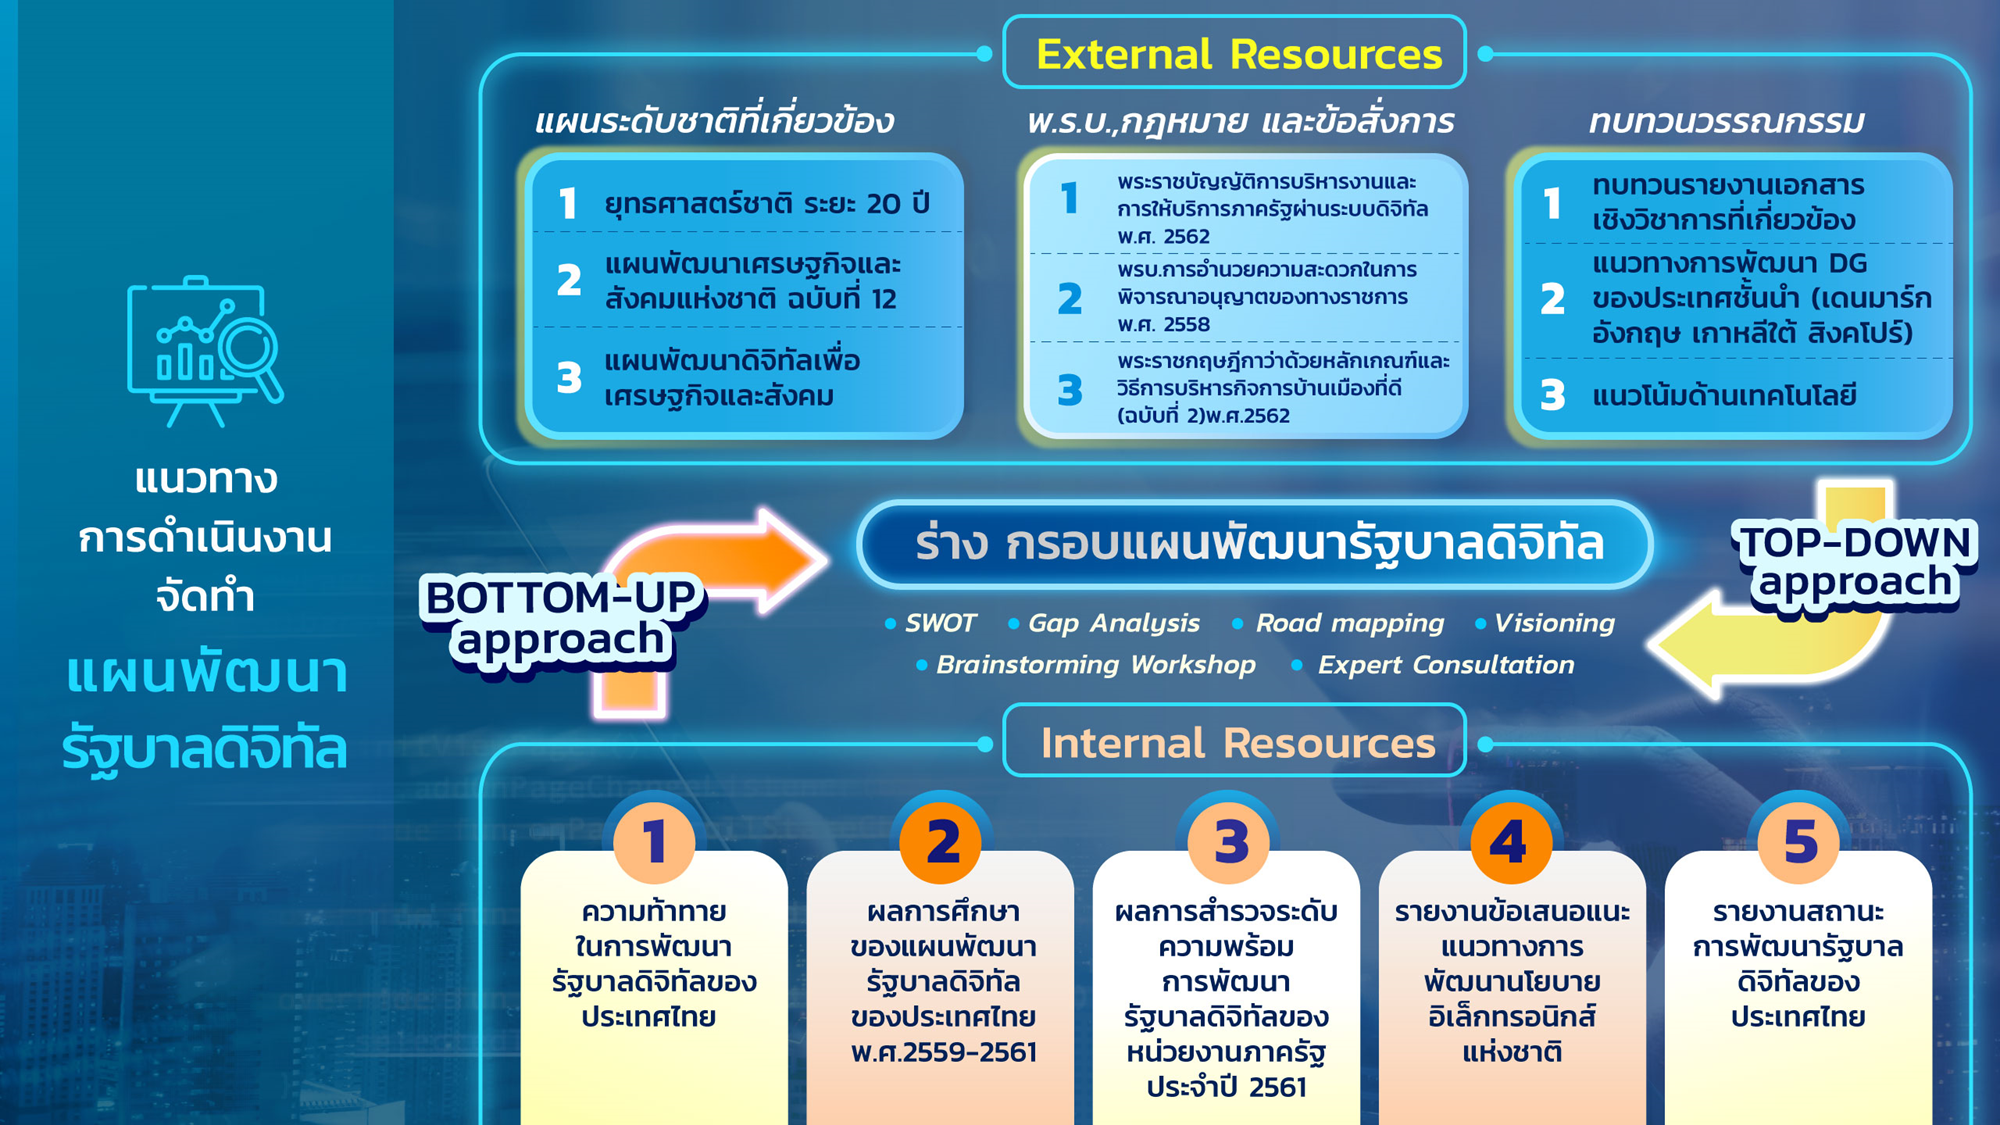 แนวทาง
การดำเนินงาน
จัดทำ
แผนพัฒนา
รัฐบาลดิจิทัล
External Resources
แผนระดับชาติที่เกี่ยวข้อง
1 ยุทธศาสตร์ชาติ ระยะ 20 ปี
2 แผนพัฒนาเศรษฐกิจและ
สังคมแห่งชาติ ฉบับที่ 12
3 แผนพัฒนาดิจิทัลเพื่อ
เศรษฐกิจและสังคม
พ.ร.บ.,กฎหมาย และข้อสั่งการ
1 พระราชบัญญัติการบริหารงานและ
การให้บริการภาครัฐผ่านระบบดิจิทัล
พ.ศ. 2562
2 พรบ.การอำนวยความสะดวกในการ
พิจารณาอนุญาตของทางราชการ
พ.ศ. 2558
3 พระราชกฤษฎีกาว่าด้วยหลักเกณฑ์และ
วิธีการบริหารกิจการบ้านเมืองที่ดี
(ฉบับที่ 2)พ.ศ.2562
ทบทวนวรรณกรรม
1 ทบทวนรายงานเอกสาร
เชิงวิชาการที่เกี่ยวข้อง
2 แนวทางการพัฒนา DG
ของประเทศชั้นนำ (เดนมาร์ก
อังกฤษ เกาหลีใต้ สิงคโปร์)
3 แนวโน้มด้านเทคโนโลยี
BOTTOM-UP
approach
ร่าง กรอบแผนพัฒนารัฐบาลดิจิทัล
• SWOT • Gap Analysis • Road mapping • Visioning
• Brainstorming Workshop • Expert Consultation
TOP-DOWN
approach
Internal Resources
1
ความท้าทาย
ในการพัฒนา
รัฐบาลดิจิทัลของ
ประเทศไทย
2
ผลการศึกษา
ของแผนพัฒนา
รัฐบาลดิจิทัล
ของประเทศไทย
พ.ศ.2559-2561
3
ผลการสำรวจระดับ
ความพร้อม
การพัฒนา
รัฐบาลดิจิทัลของ
หน่วยงานภาครัฐ
ประจำปี 2561
4
รายงานข้อเสนอแนะ
แนวทางการ
พัฒนานโยบาย
อิเล็กทรอนิกส์
แห่งชาติ
5
รายงานสถานะ
การพัฒนารัฐบาล
ดิจิทัลของ
ประเทศไทย